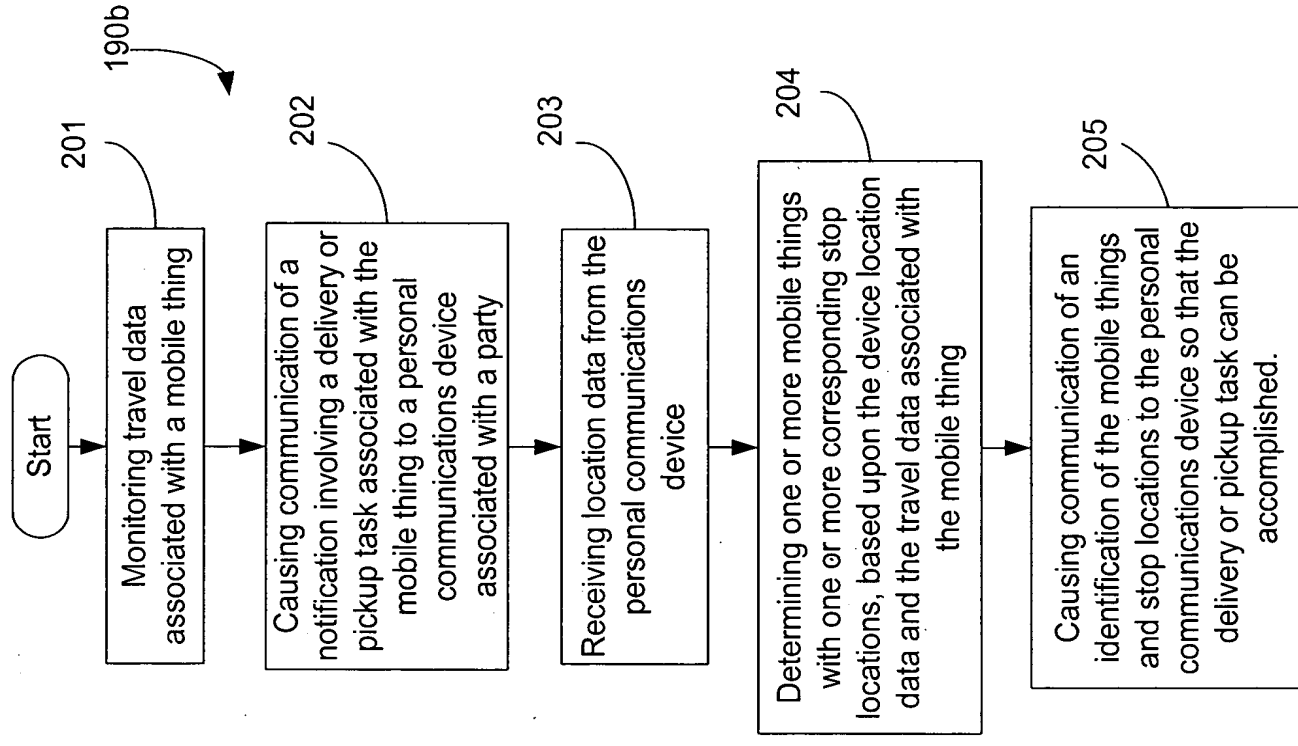 190b
Start
201
Monitoring travel data
associated with a mobile thing
202
Causing communication of a
notification involving a delivery or
pickup task associated with the
mobile thing to a personal
communications device
associated with a party
203
Receiving location data from the
personal communications
device
204
Determining one or more mobile things
with one or more corresponding stop
locations, based upon the device location
data and the travel data associated with
the mobile thing
205
Causing communication of an
identification of the mobile things
and stop locations to the personal
communications device so that the
delivery or pickup task can be
accomplished.